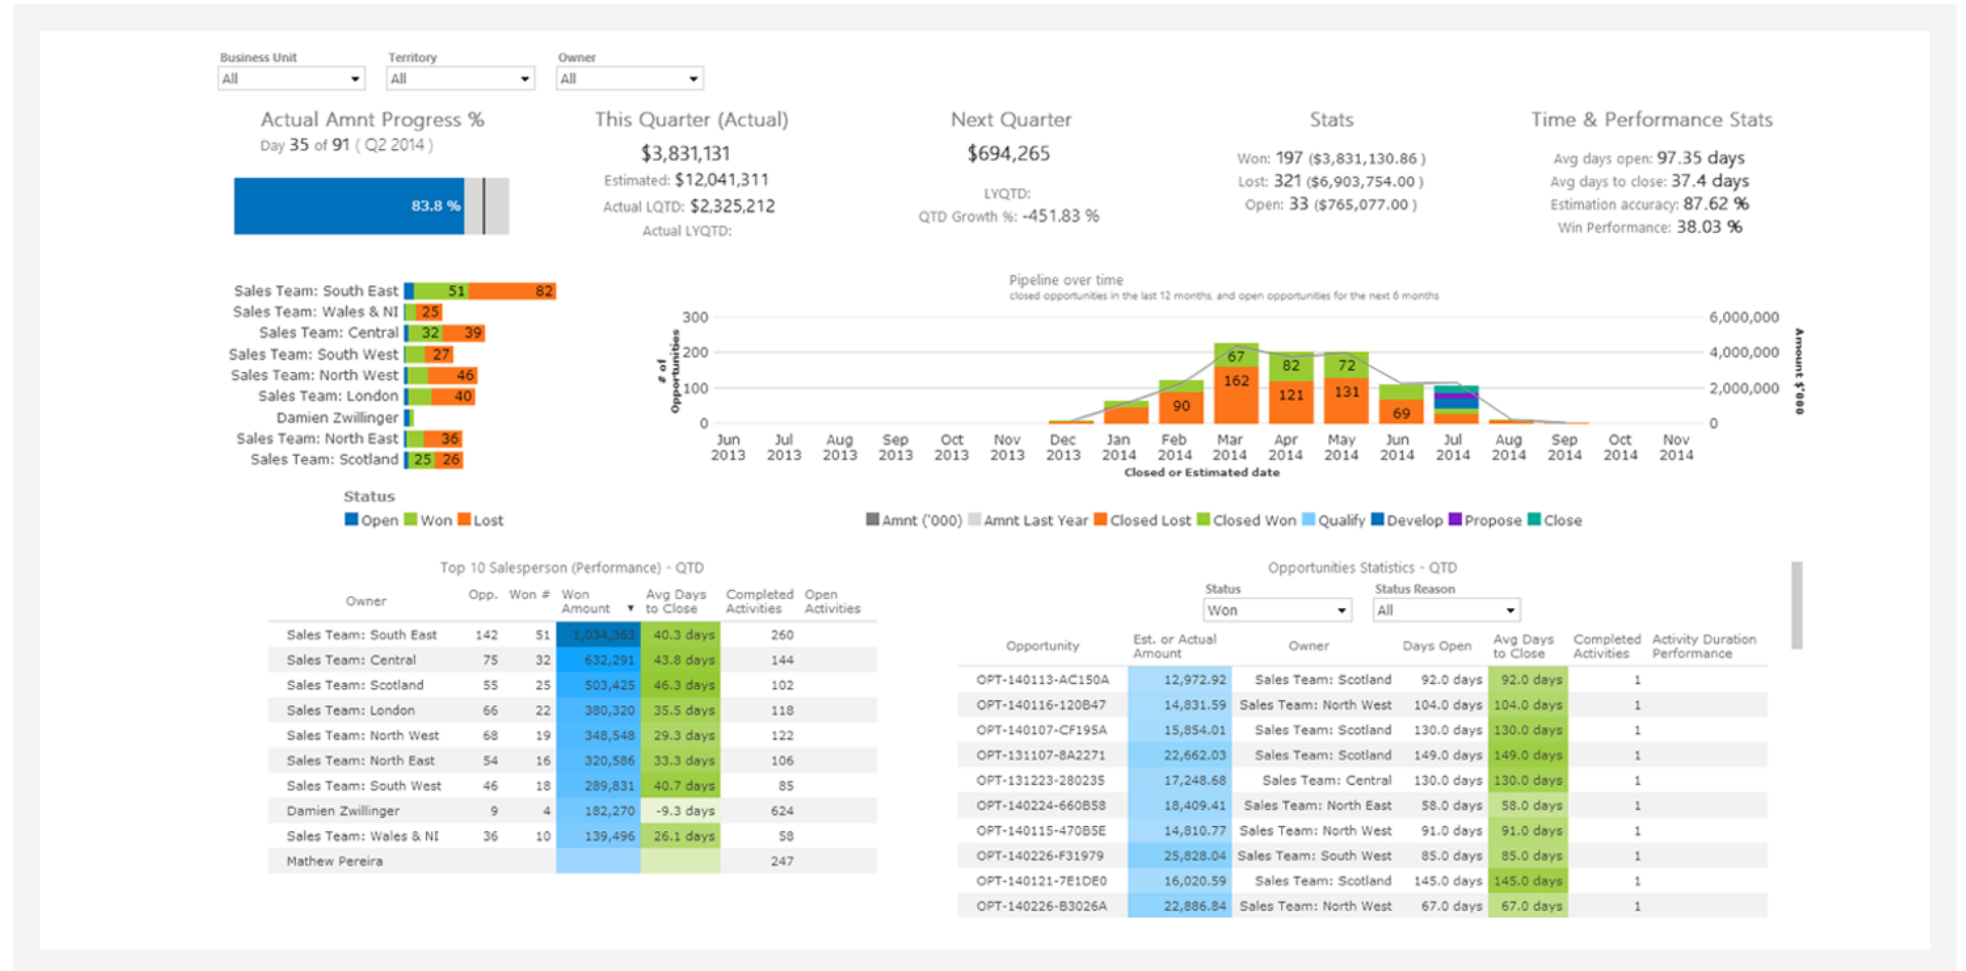 Business Unit Territory Owner
All All All
Actual Amnt Progress %
Day 35 of 91 ( Q2 2014 )
83.8 %
This Quarter (Actual)
$3,831,131
Estimated: $12,041,311
Actual LQTD: $2,325,212
Actual LYQTD:
Next Quarter
$694,265
LYQTD:
QTD Growth %: -451.83 %
Stats
Won: 197 ($3,831,130.86 )
Lost: 321 ($6,903,754.00 )
Open: 33 ($765,077.00 )
Time & Performance Stats
Avg days open: 97.35 days
Avg days to close: 37.4 days
Estimation accuracy: 87.62 %
Win Performance: 38.03 %
Sales Team: South East 51 82
Sales Team: Wales & NI 25
Sales Team: Central 32 39
Sales Team: South West 27
Sales Team: North West 46
Sales Team: London 40
Damien Zwillinger
Sales Team: North East 36
Sales Team: Scotland 25 26
Status
Open Won Lost
Pipeline over time
closed opportunities in the last 12 months, and open opportunities for the next 6 months
# of
Opportunities
300
200
100
0
6,000,000
4,000,000
2,000,000
0
Amount $'000
67 82 72
90 162 121 131 69
Jun Jul Aug Sep Oct Nov Dec Jan Feb Mar Apr May Jun Jul Aug Sep Oct Nov
2013 2013 2013 2013 2013 2013 2013 2014 2014 2014 2014 2014 2014 2014 2014 2014 2014 2014
Closed or Estimated date
Amnt ('000) Amnt Last Year Closed Lost Closed Won Qualify Develop Propose Close
Top 10 Salesperson (Performance) - QTD
Owner Opp. Won # Won Avg Days Completed Open
Amount ▼ to Close Activities Activities
Sales Team: South East 142 51 1,034,363 40.3 days 260
Sales Team: Central 75 32 632,291 43.8 days 144
Sales Team: Scotland 55 25 503,425 46.3 days 102
Sales Team: London 66 22 380,320 35.5 days 118
Sales Team: North West 68 19 348,548 29.3 days 122
Sales Team: North East 54 16 320,586 33.3 days 106
Sales Team: South West 46 18 289,831 40.7 days 85
Damien Zwillinger 9 4 182,270 -9.3 days 624
Sales Team: Wales & NI 36 10 139,496 26.1 days 58
Mathew Pereira 247
Opportunities Statistics - QTD
Status Status Reason
Won All
Opportunity Est. or Actual Owner Days Open Avg Days Completed Activity Duration
Amount to Close Activities Performance
OPT-140113-AC150A 12,972.92 Sales Team: Scotland 92.0 days 92.0 days 1
OPT-140116-120B47 14,831.59 Sales Team: North West 104.0 days 104.0 days 1
OPT-140107-CF195A 15,854.01 Sales Team: Scotland 130.0 days 130.0 days 1
OPT-131107-8A2271 22,662.03 Sales Team: Scotland 149.0 days 149.0 days 1
OPT-131223-280235 17,248.68 Sales Team: Central 130.0 days 130.0 days 1
OPT-140224-660B58 18,409.41 Sales Team: North East 58.0 days 58.0 days 1
OPT-140115-470B5E 14,810.77 Sales Team: North West 91.0 days 91.0 days 1
OPT-140226-F31979 25,828.04 Sales Team: South West 85.0 days 85.0 days 1
OPT-140121-7E1DE0 16,020.59 Sales Team: Scotland 145.0 days 145.0 days 1
OPT-140226-B3026A 22,886.84 Sales Team: North West 67.0 days 67.0 days 1